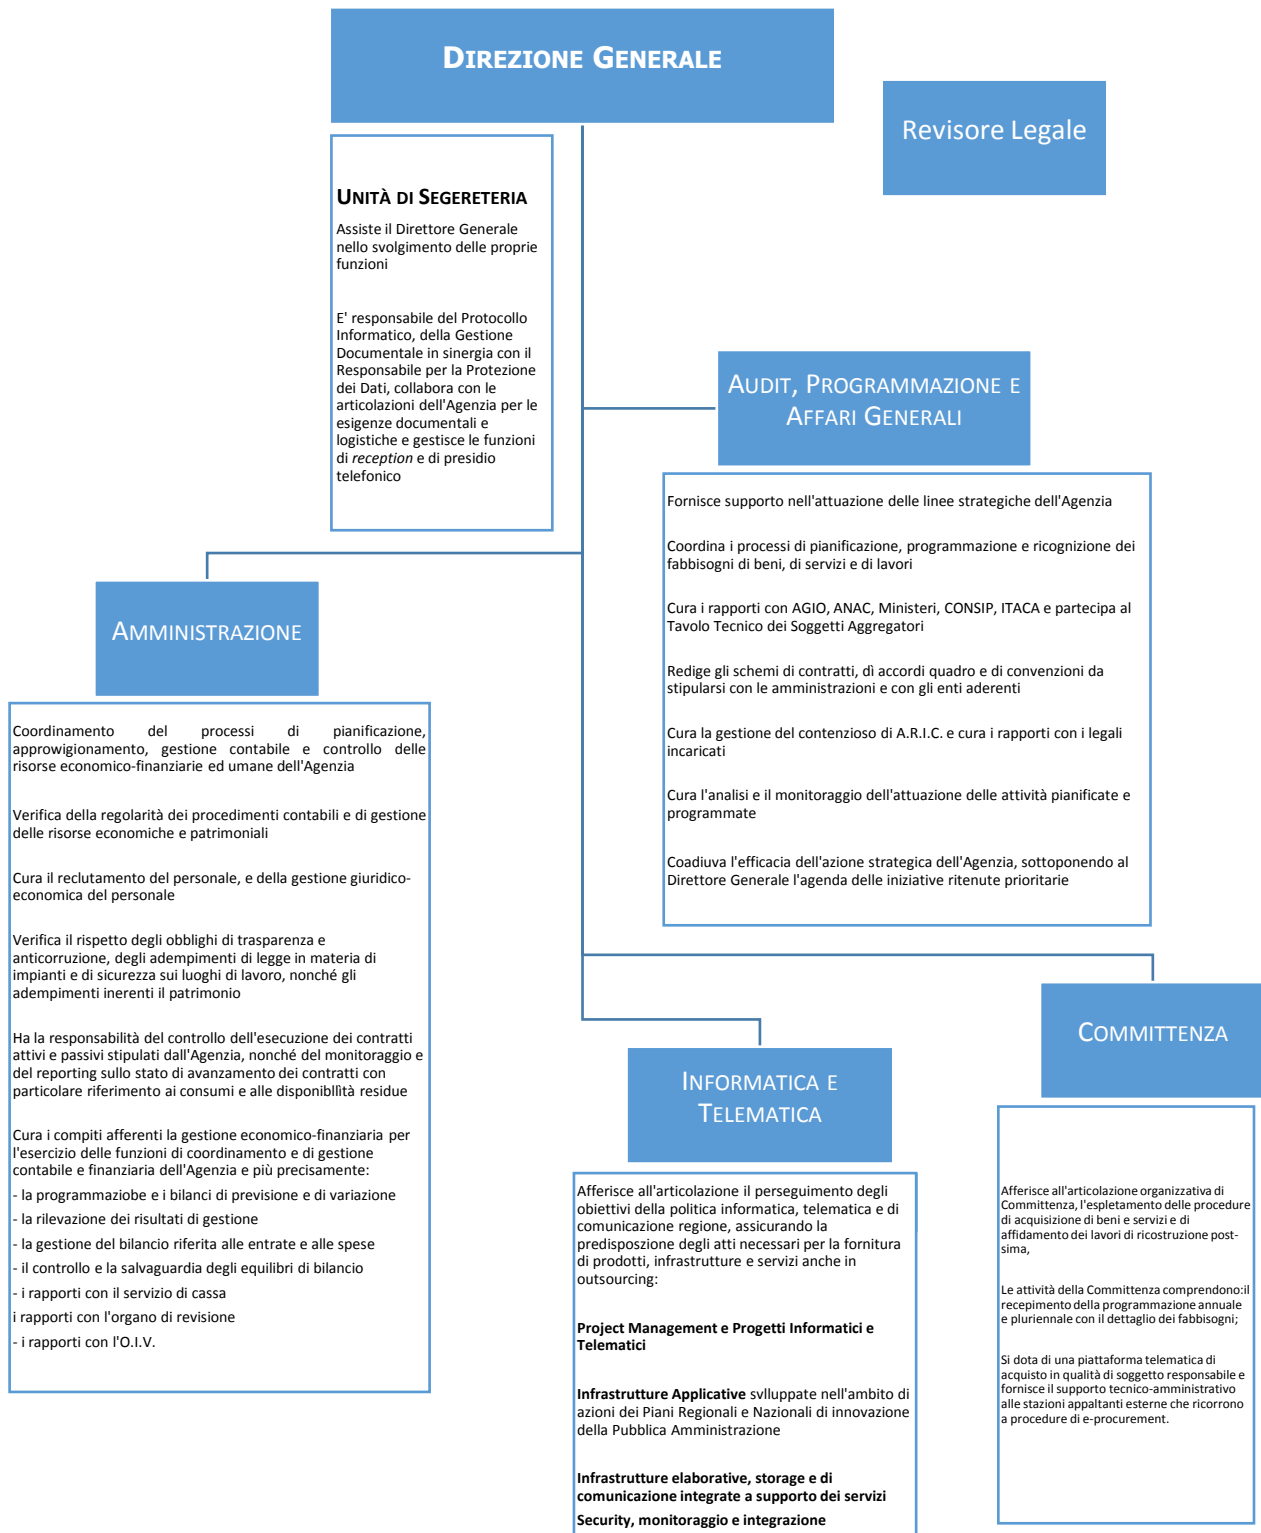 DIREZIONE GENERALE
Revisore Legale
UNITÀ DI SEGERETERIA
Assiste il Direttore Generale
nello svolgimento delle proprie
funzioni
E' responsabile del Protocollo
Informatico, della Gestione
Documentale in sinergia con il
Responsabile per la Protezione
dei Dati, collabora con le
articolazioni dell'Agenzia per le
esigenze documentali e
logistiche e gestisce le funzioni
di reception e di presidio
telefonico
AUDIT, PROGRAMMAZIONE E
AFFARI GENERALI
Fornisce supporto nell'attuazione delle linee strategiche dell'Agenzia
Coordina i processi di pianificazione, programmazione e ricognizione dei
fabbisogni di beni, di servizi e di lavori
Cura i rapporti con AGIO, ANAC, Ministeri, CONSIP, ITACA e partecipa al
Tavolo Tecnico dei Soggetti Aggregatori
Redige gli schemi di contratti, dì accordi quadro e di convenzioni da
stipularsi con le amministrazioni e con gli enti aderenti
Cura la gestione del contenzioso di A.R.I.C. e cura i rapporti con i legali
incaricati
Cura l'analisi e il monitoraggio dell'attuazione delle attività pianificate e
programmate
Coadiuva l'efficacia dell'azione strategica dell'Agenzia, sottoponendo al
Direttore Generale l'agenda delle iniziative ritenute prioritarie
AMMINISTRAZIONE
Coordinamento del processi di pianificazione,
approwigionamento, gestione contabile e controllo delle
risorse economico-finanziarie ed umane dell'Agenzia
Verifica della regolarità dei procedimenti contabili e di gestione
delle risorse economiche e patrimoniali
Cura il reclutamento del personale, e della gestione giuridico-
economica del personale
Verifica il rispetto degli obblighi di trasparenza e
anticorruzione, degli adempimenti di legge in materia di
impianti e di sicurezza sui luoghi di lavoro, nonché gli
adempimenti inerenti il patrimonio
Ha la responsabilità del controllo dell'esecuzione dei contratti
attivi e passivi stipulati dall'Agenzia, nonché del monitoraggio e
del reporting sullo stato di avanzamento dei contratti con
particolare riferimento ai consumi e alle disponiblìtà residue
Cura i compiti afferenti la gestione economico-finanziaria per
l'esercizio delle funzioni di coordinamento e di gestione
contabile e finanziaria dell'Agenzia e più precisamente:
- la programmaziobe e i bilanci di previsione e di variazione
- la rilevazione dei risultati di gestione
- la gestione del bilancio riferita alle entrate e alle spese
- il controllo e la salvaguardia degli equilibri di bilancio
- i rapporti con il servizio di cassa
i rapporti con l'organo di revisione
- i rapporti con l'O.I.V.
INFORMATICA E
TELEMATICA
Afferisce all'articolazione il perseguimento degli
obiettivi della politica informatica, telematica e di
comunicazione regione, assicurando la
predisposzione degli atti necessari per la fornitura
di prodotti, infrastrutture e servizi anche in
outsourcing:
Project Management e Progetti Informatici e
Telematici
Infrastrutture Applicative svlluppate nell'ambito di
azioni dei Piani Regionali e Nazionali di innovazione
della Pubblica Amministrazione
Infrastrutture elaborative, storage e di
comunicazione integrate a supporto dei servizi
Security, monitoraggio e integrazione
COMMITTENZA
Afferisce all'articolazione organizzativa di
Committenza, l'espletamento delle procedure
di acquisizione di beni e servizi e di
affidamento dei lavori di ricostruzione post-
sima,
Le attività della Committenza comprendono:il
recepimento della programmazione annuale
e pluriennale con il dettaglio dei fabbisogni;
Si dota di una piattaforma telematica di
acquisto in qualità di soggetto responsabile e
fornisce il supporto tecnico-amministrativo
alle stazioni appaltanti esterne che ricorrono
a procedure di e-procurement.